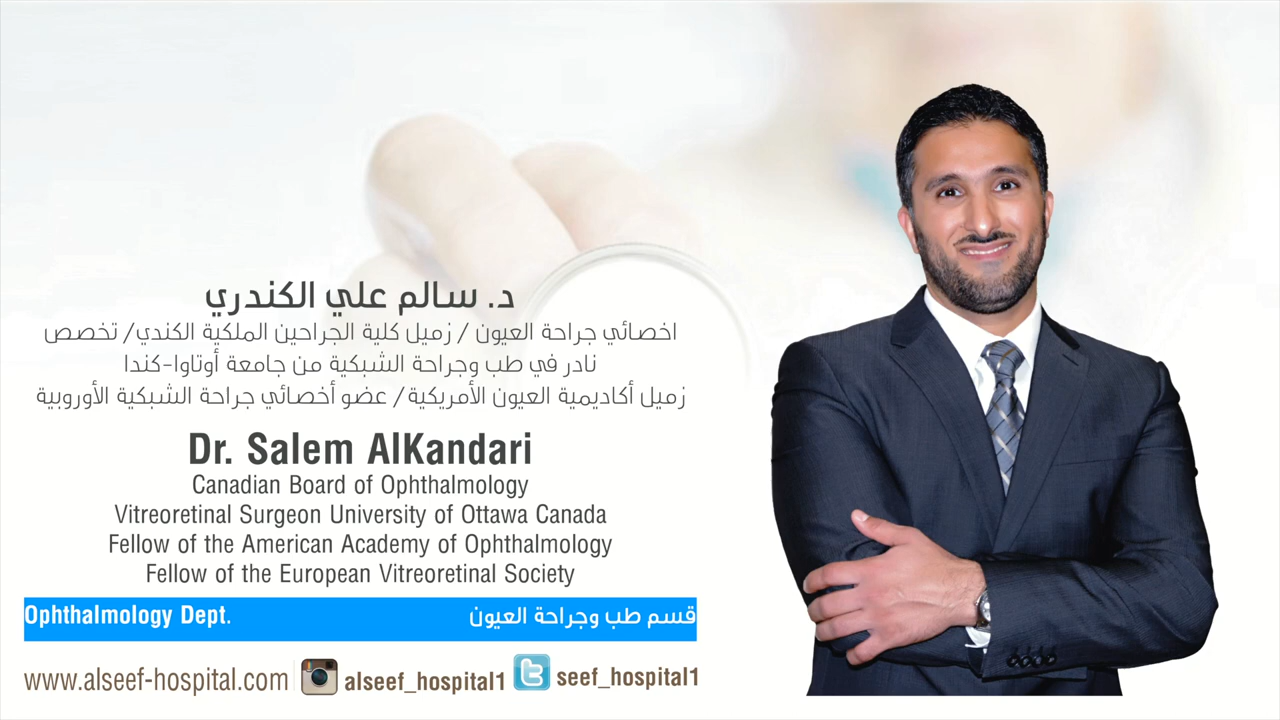 د. سالم علي الكندري
اخصائي جراحة العيون / زميل كلية الجراحين الملكية الكندي/ تخصص
نادر في طب وجراحة الشبكية من جامعة أوتاوا-كندا
زميل أكاديمية العيون الأمريكية/ عضو أخصائي جراحة الشبكية الأوروبية
Dr. Salem AlKandari
Canadian Board of Ophthalmology
Vitreoretinal Surgeon University of Ottawa Canada
Fellow of the American Academy of Ophthalmology
Fellow of the European Vitreoretinal Society
Ophthalmology Dept. قسم طب وجراحة العيون
www.alseef-hospital.com alseef_hospital1 seef_hospital1